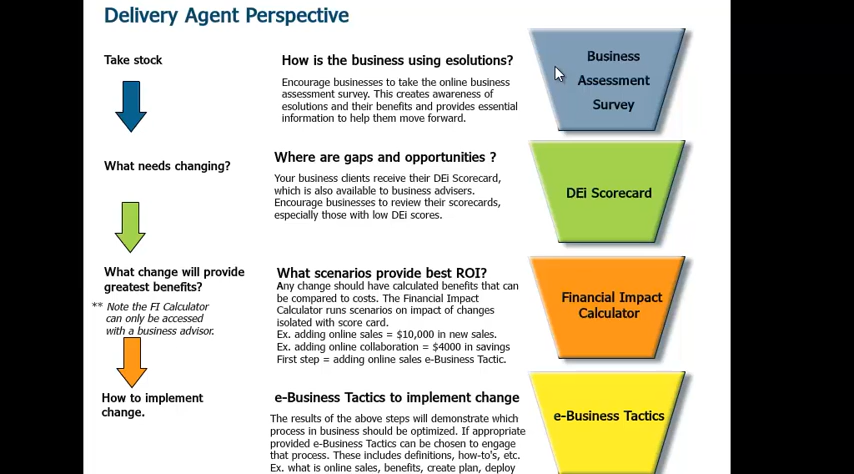 Delivery Agent Perspective
Take stock
How is the business using esolutions?
Encourage businesses to take the online business
assessment survey. This creates awareness of
esolutions and their benefits and provides essential
information to help them move forward.
Business
Assessment
Survey
What needs changing?
Where are gaps and opportunities ?
Your business clients receive their DEi Scorecard,
which is also available to business advisers.
Encourage businesses to review their scorecards,
especially those with low DEi scores.
DEi Scorecard
What change will provide
greatest benefits?
** Note the FI Calculator
can only be accessed
with a business advisor.
What scenarios provide best ROI?
Any change should have calculated benefits that can
be compared to costs. The Financial Impact
Calculator runs scenarios on impact of changes
isolated with score card.
Ex. adding online sales = $10,000 in new sales.
Ex. adding online collaboration = $4000 in savings
First step = adding online sales e-Business Tactic.
Financial Impact
Calculator
How to implement
change.
e-Business Tactics to implement change
The results of the above steps will demonstrate which
process in business should be optimized. If appropriate
provided e-Business Tactics can be chosen to engage
that process. These includes definitions, how-to's, etc.
Ex. what is online sales, benefits, create plan, deploy
e-Business Tactics